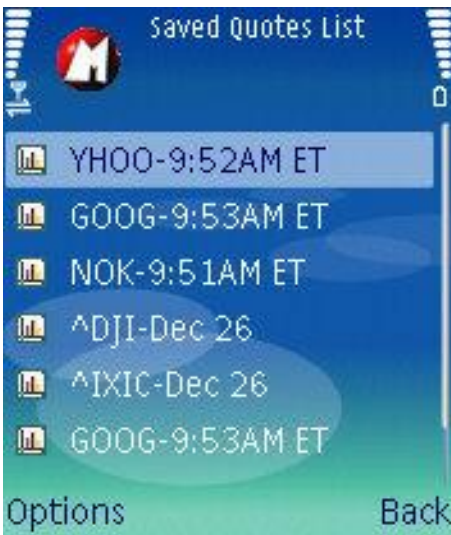 Saved Quotes List
M
YHOO-9:52AM ET
GOOG-9:53AM ET
NOK-9:51AM ET
^DJI-Dec 26
^IXIC-Dec 26
GOOG-9:53AM ET
Options
Back